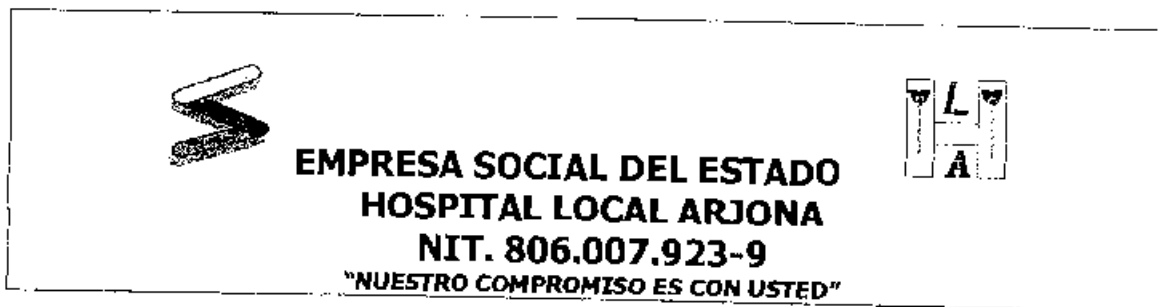 L
H
A
EMPRESA SOCIAL DEL ESTADO
HOSPITAL LOCAL ARJONA
NIT. 806.007.923-9
"NUESTRO COMPROMISO ES CON USTED"